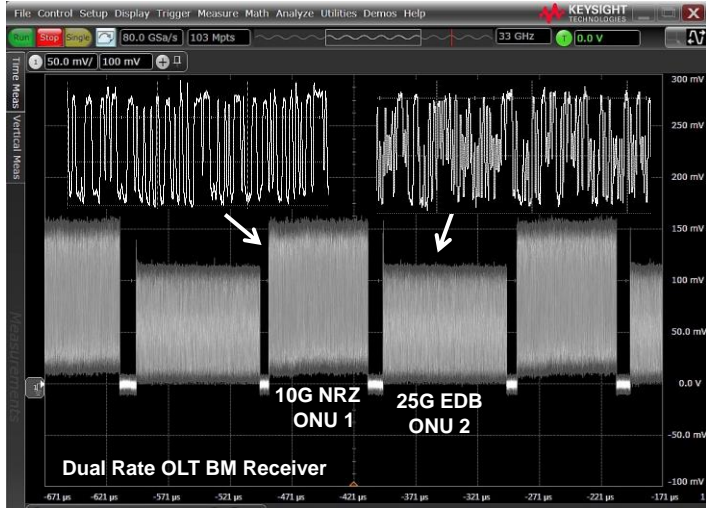 File Control Setup Display Trigger Measure Math Analyze Utilities Demos Help
KEYSIGHT
TECHNOLOGIES
Run Stop Single 80.0 GSa/s 103 Mpts 33 GHz T 0.0 V
1 50.0 mV/ 100 mV
Time Meas
Vertical Meas
Measurements
300 mV
250 mV
200 mV
150 mV
100 mV
50.0 mV
0.0 V
-50.0 mV
-100 mV
10G NRZ
ONU 1
25G EDB
ONU 2
Dual Rate OLT BM Receiver
-671 µs -621 µs -571 µs -521 µs -471 µs -421 µs -371 µs -321 µs -271 µs -221 µs -171 µs 1